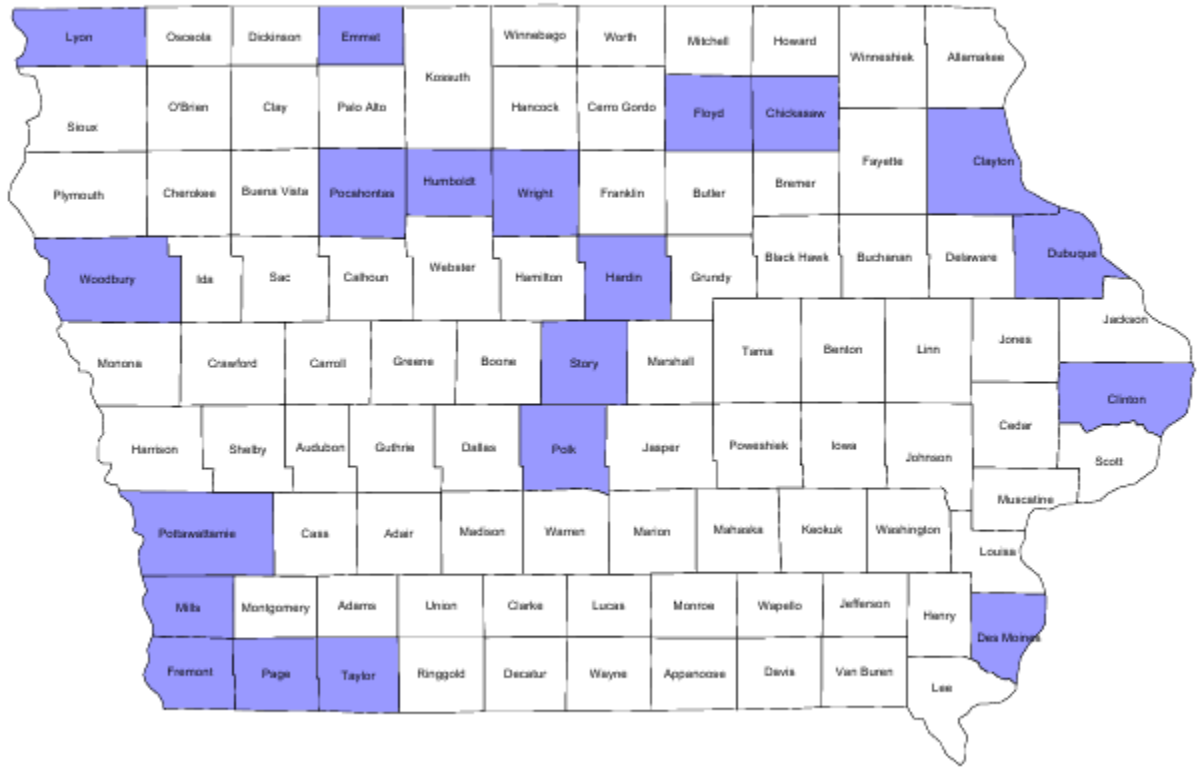 Lyon
Osceola
Dickinson
Emmet
Kossuth
Winnebago
Worth
Mitchell
Howard
Winneshiek
Allamakee
Sioux
O'Brien
Clay
Palo Alto
Hancock
Cerro Gordo
Floyd
Chickasaw
Fayette
Clayton
Plymouth
Cherokee
Buena Vista
Pocahontas
Humboldt
Wright
Franklin
Butler
Bremer
Woodbury
Ida
Sac
Calhoun
Webster
Hamilton
Hardin
Grundy
Black Hawk
Buchanan
Delaware
Dubuque
Monona
Crawford
Carroll
Greene
Boone
Story
Marshall
Tama
Benton
Linn
Jones
Jackson
Clinton
Harrison
Shelby
Audubon
Guthrie
Dallas
Polk
Jasper
Poweshiek
Iowa
Johnson
Cedar
Scott
Muscatine
Pottawattamie
Cass
Adair
Madison
Warren
Marion
Mahaska
Keokuk
Washington
Louisa
Mills
Montgomery
Adams
Union
Clarke
Lucas
Monroe
Wapello
Jefferson
Henry
Des Moines
Fremont
Page
Taylor
Ringgold
Decatur
Wayne
Appanoose
Davis
Van Buren
Lee